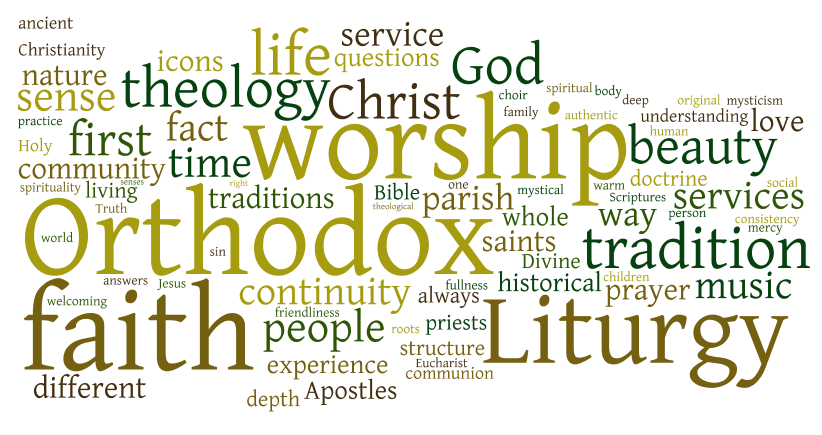 ancient
Christianity
nature
sense
icons
life
service
questions
theology
Christ
God
choir
spiritual
body
family
deep
original
mysticism
authentic
understanding
love
human
practice
Holy
first
fact
worship
beauty
community
time
spirituality
living
senses
right
traditions
Bible
theological
one
parish
mystical
warm
doctrine
Scriptures
social
services
Truth
Orthodox
whole
way
person
consistency
mercy
world
sin
saints
Divine
tradition
answers
Jesus
continuity
always
fullness
historical
children
prayer
music
welcoming
faith
friendliness
people
roots
priests
Liturgy
structure
experience
Eucharist
communion
different
depth
Apostles